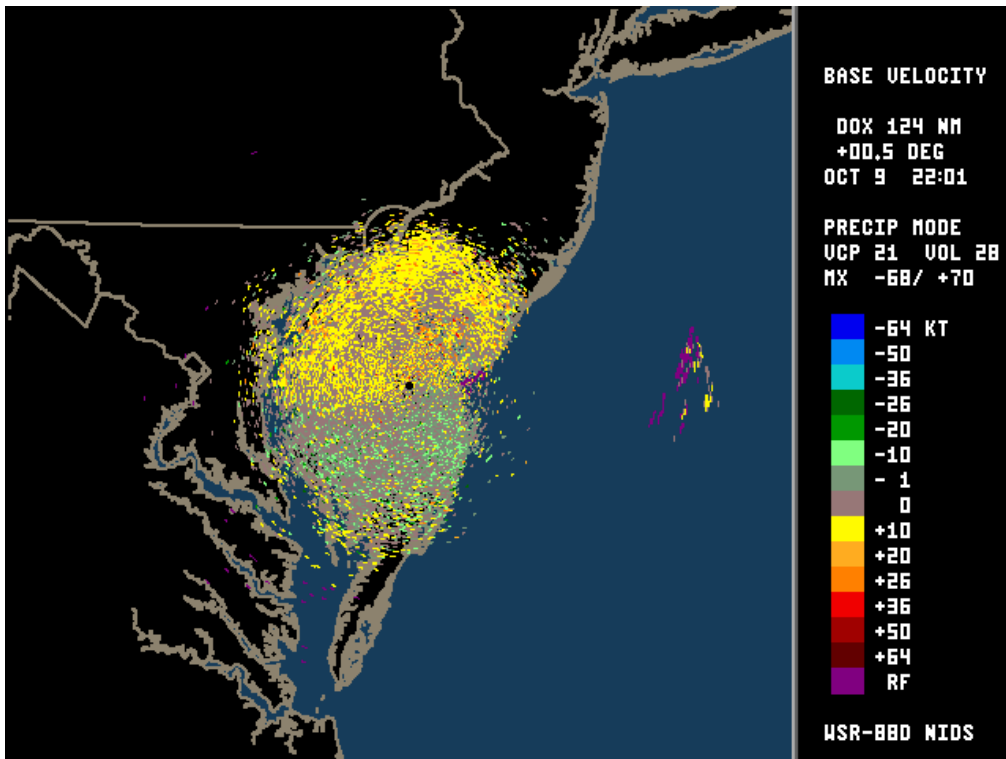 BASE VELOCITY
DOX 124 NM
+00.5 DEG
OCT 9 22:01
PRECIP MODE
VCP 21 VOL 28
MX -68/ +70
-64 KT
-50
-36
-26
-20
-10
- 1
0
+10
+20
+26
+36
+50
+64
RF
WSR-88D NIDS